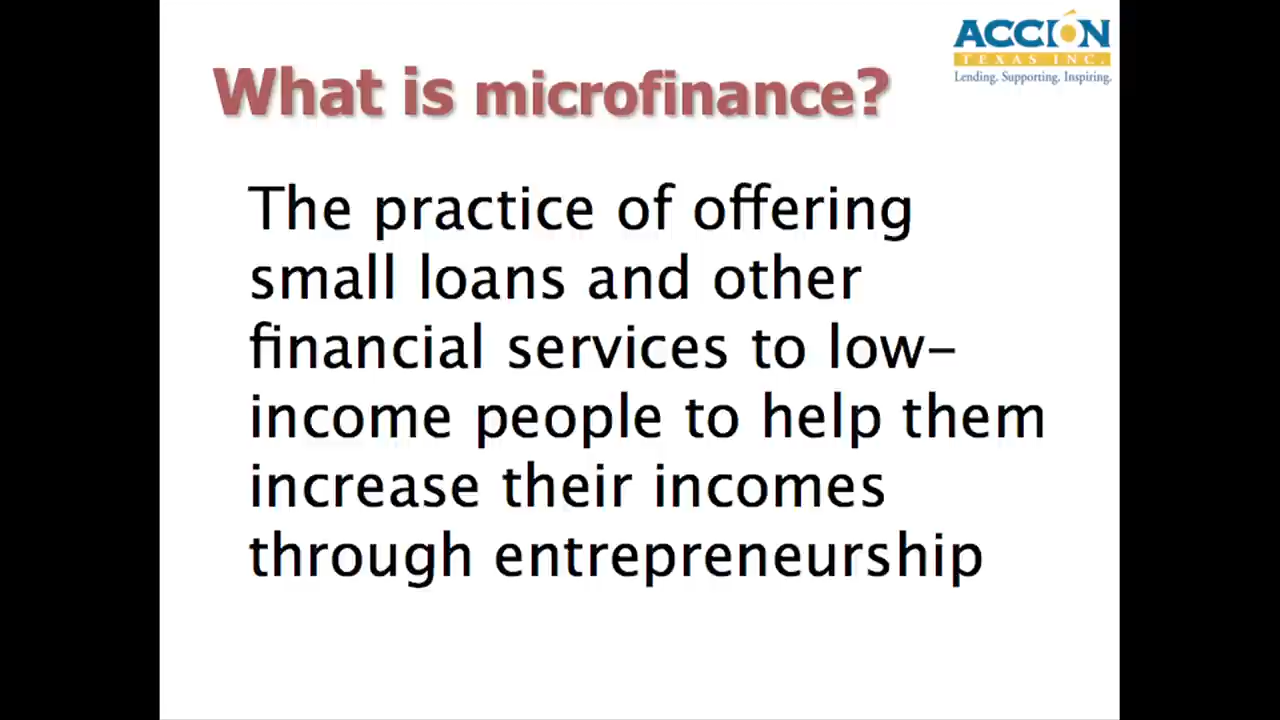 ACCIÓN
TEXAS INC.
Lending. Supporting. Inspiring.
What is microfinance?
The practice of offering
small loans and other
financial services to low-
income people to help them
increase their incomes
through entrepreneurship